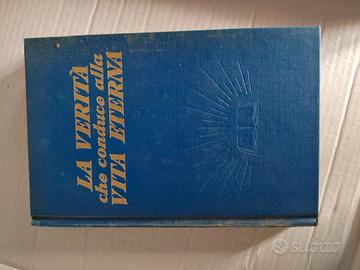 LA VERITÀ
che conduce alla
VITA ETERNA
subito